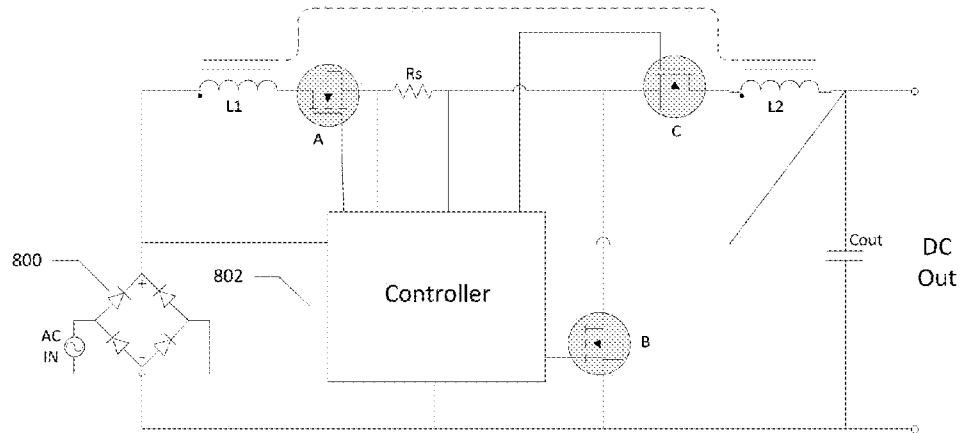 L1
A
Rs
C
L2
800
802
Controller
B
Cout
DC
Out
AC
IN
+
-